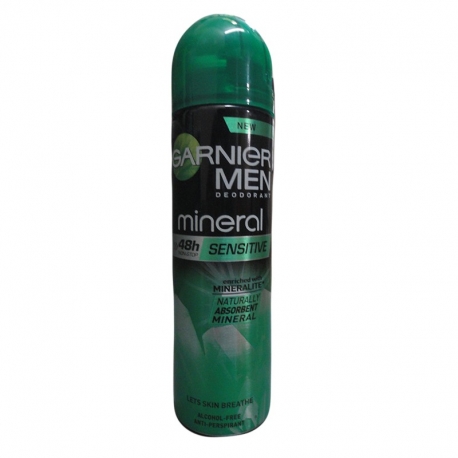 NEW
GARNIER
MEN
DEODORANT
mineral
48h
SENSITIVE
enriched with
MINERALITE
NATURALLY
ABSORBENT
MINERAL
LETS SKIN BREATHE
ALCOHOL-FREE
ANTI-PERSPIRANT